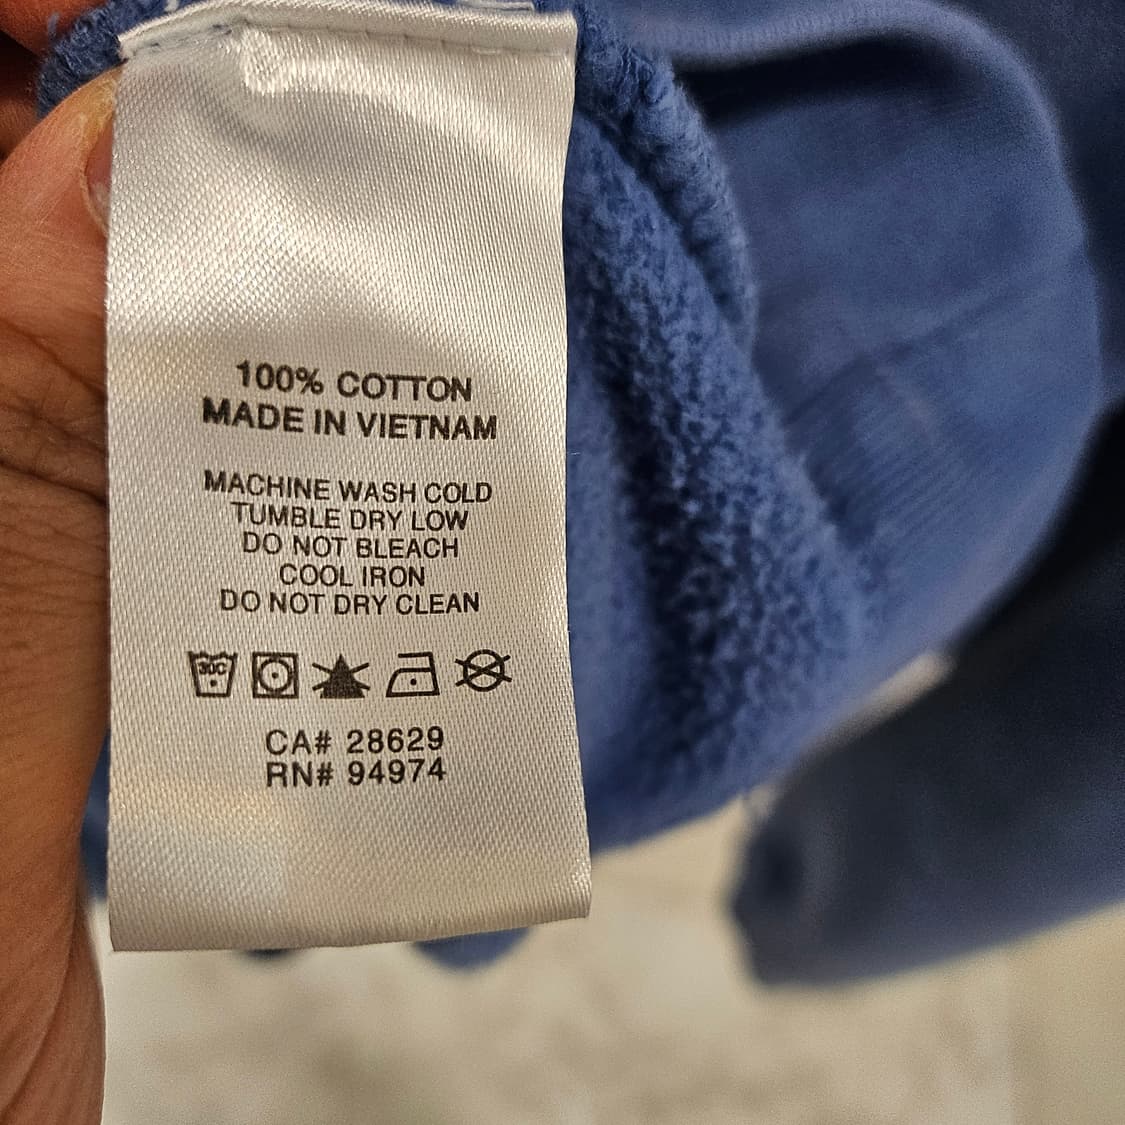 100% COTTON
MADE IN VIETNAM
MACHINE WASH COLD
TUMBLE DRY LOW
DO NOT BLEACH
COOL IRON
DO NOT DRY CLEAN
30C
CA# 28629
RN# 94974